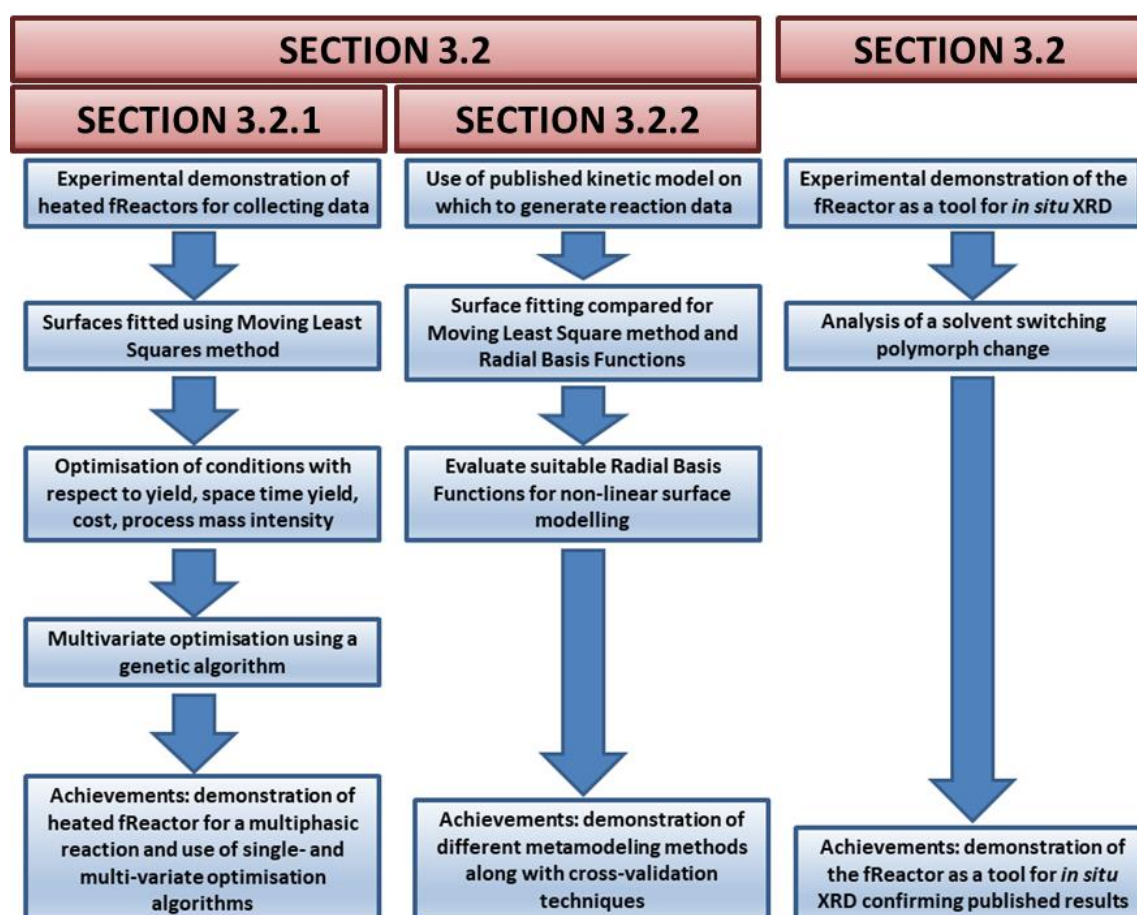 SECTION 3.2
SECTION 3.2
SECTION 3.2.1
SECTION 3.2.2
Experimental demonstration of
heated fReactors for collecting data
Surfaces fitted using Moving Least
Squares method
Optimisation of conditions with
respect to yield, space time yield,
cost, process mass intensity
Multivariate optimisation using a
genetic algorithm
Achievements: demonstration of
heated fReactor for a multiphasic
reaction and use of single- and
multi-variate optimisation
algorithms
Use of published kinetic model on
which to generate reaction data
Surface fitting compared for
Moving Least Square method and
Radial Basis Functions
Evaluate suitable Radial Basis
Functions for non-linear surface
modelling
Achievements: demonstration of
different metamodeling methods
along with cross-validation
techniques
Experimental demonstration of the
fReactor as a tool for in situ XRD
Analysis of a solvent switching
polymorph change
Achievements: demonstration of
the fReactor as a tool for in situ
XRD confirming published results